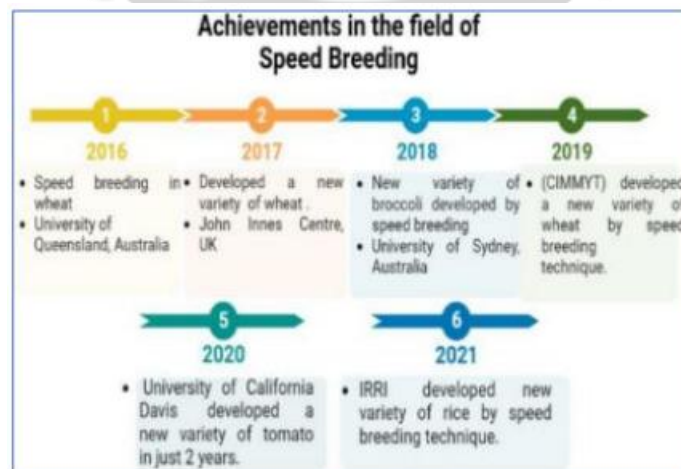 Achievements in the field of
Speed Breeding
1
2016
• Speed breeding in
wheat
• University of
Queensland, Australia
2
2017
• Developed a new
variety of wheat .
• John Innes Centre,
UK
3
2018
• New variety of
broccoli developed by
speed breeding
• University of Sydney,
Australia
4
2019
• (CIMMYT) developed
a new variety of
wheat by speed
breeding
technique.
5
2020
• University of California
Davis developed a
new variety of tomato
in just 2 years.
6
2021
• IRRI developed new
variety of rice by speed
breeding technique.